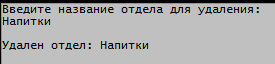 Введите название отдела для удаления:
Напитки
Удален отдел: Напитки